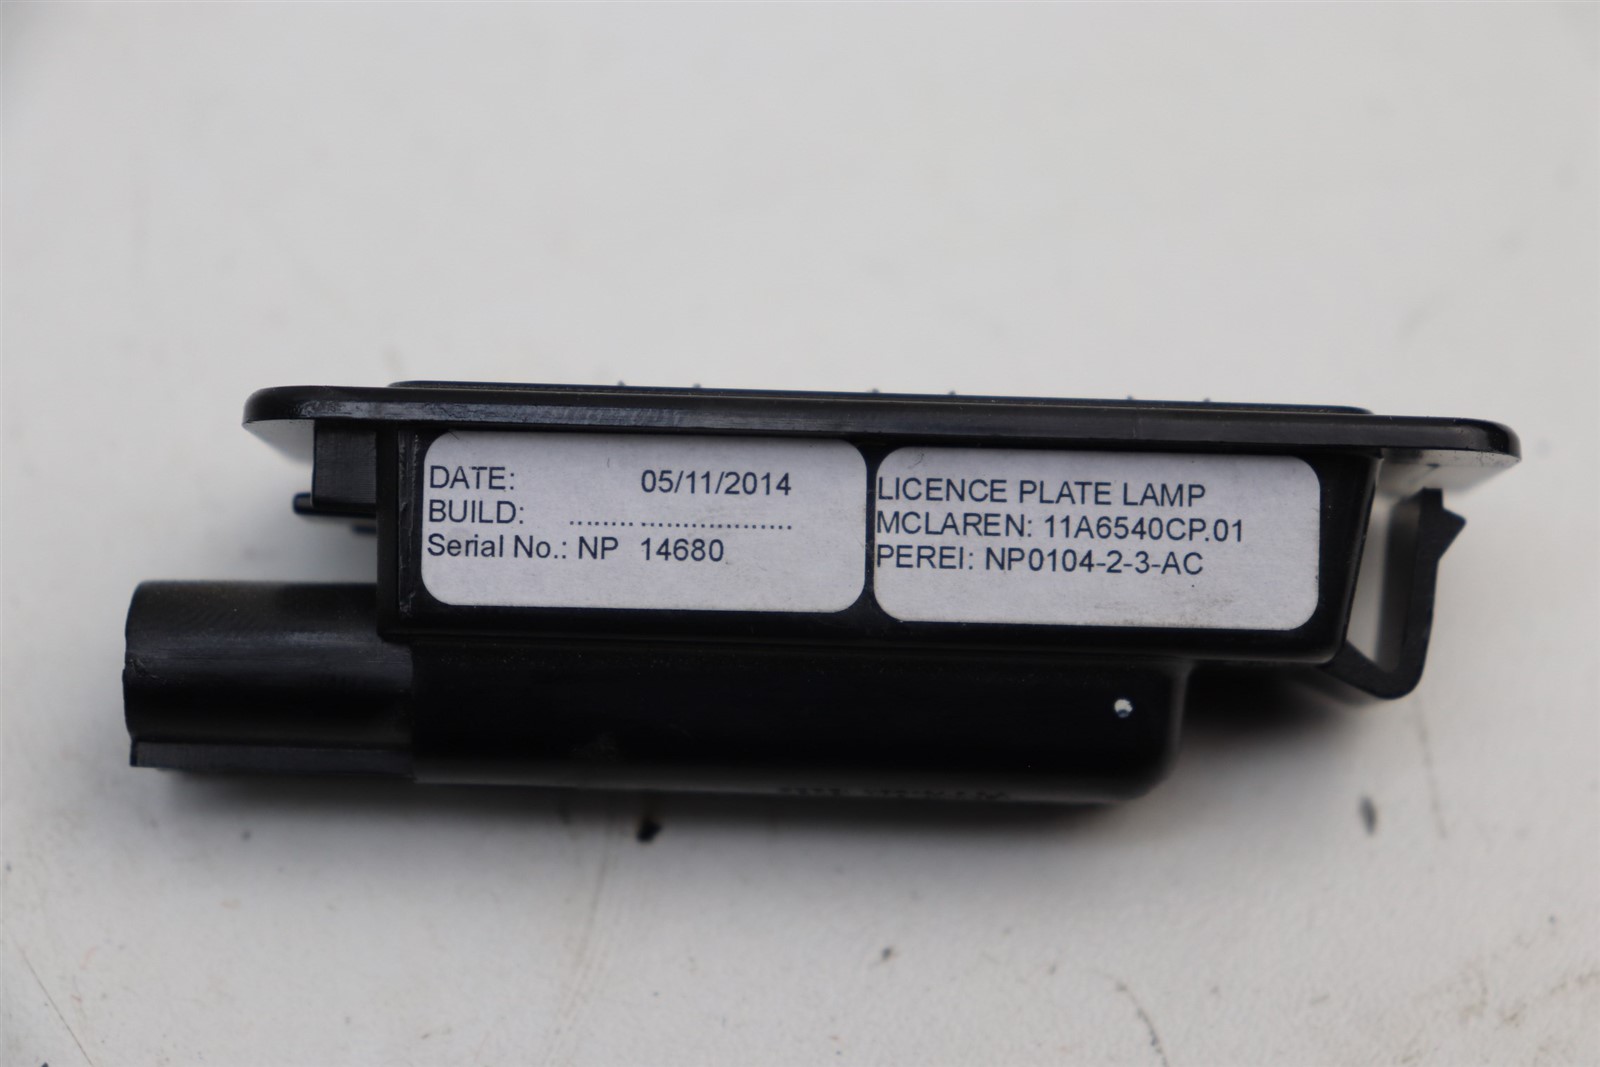 DATE: 05/11/2014
BUILD: ........ ..................
Serial No.: NP 14680
LICENCE PLATE LAMP
MCLAREN: 11A6540CP.01
PEREI: NP0104-2-3-AC